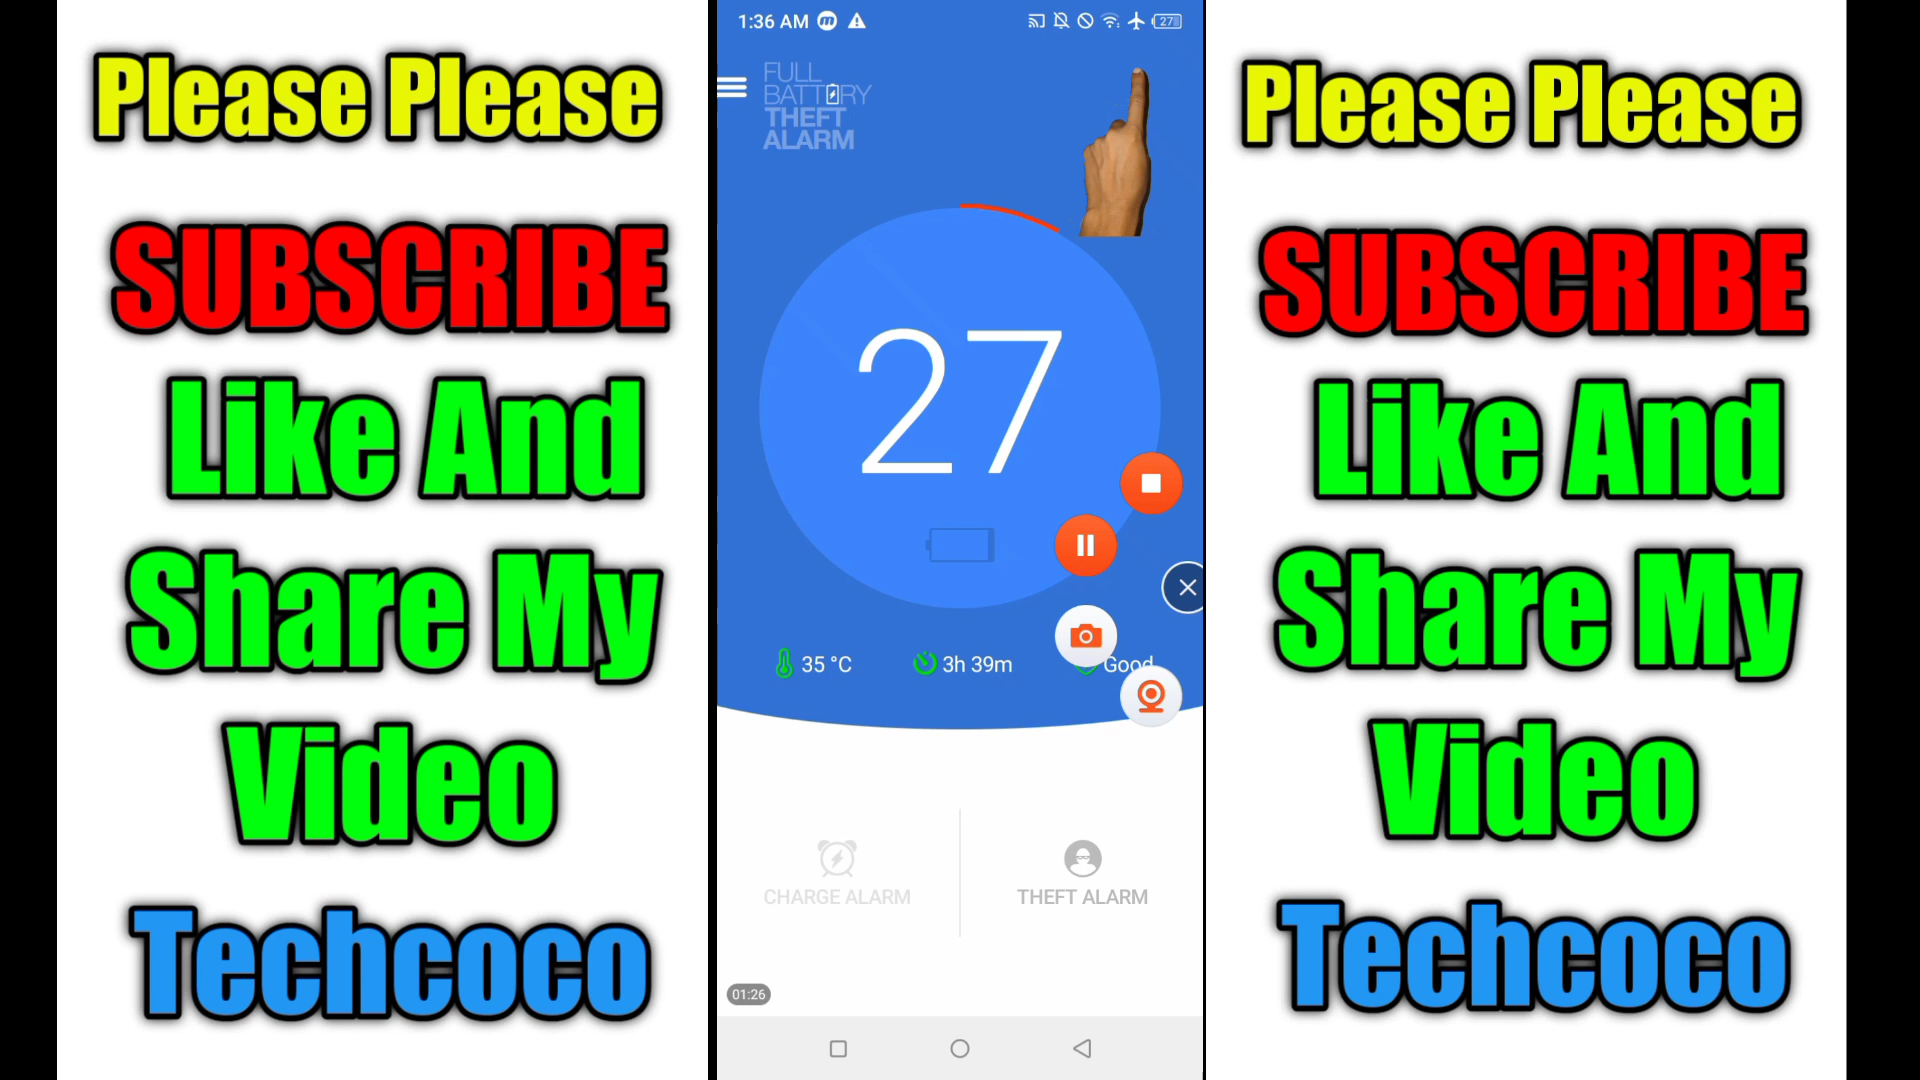 Please Please
SUBSCRIBE
Like And
Share My
Video
Techcoco
1:36 AM
27
FULL
BATTERY
THEFT
ALARM
27
35 °C
3h 39m
Good
CHARGE ALARM
THEFT ALARM
01:26
Please Please
SUBSCRIBE
Like And
Share My
Video
Techcoco